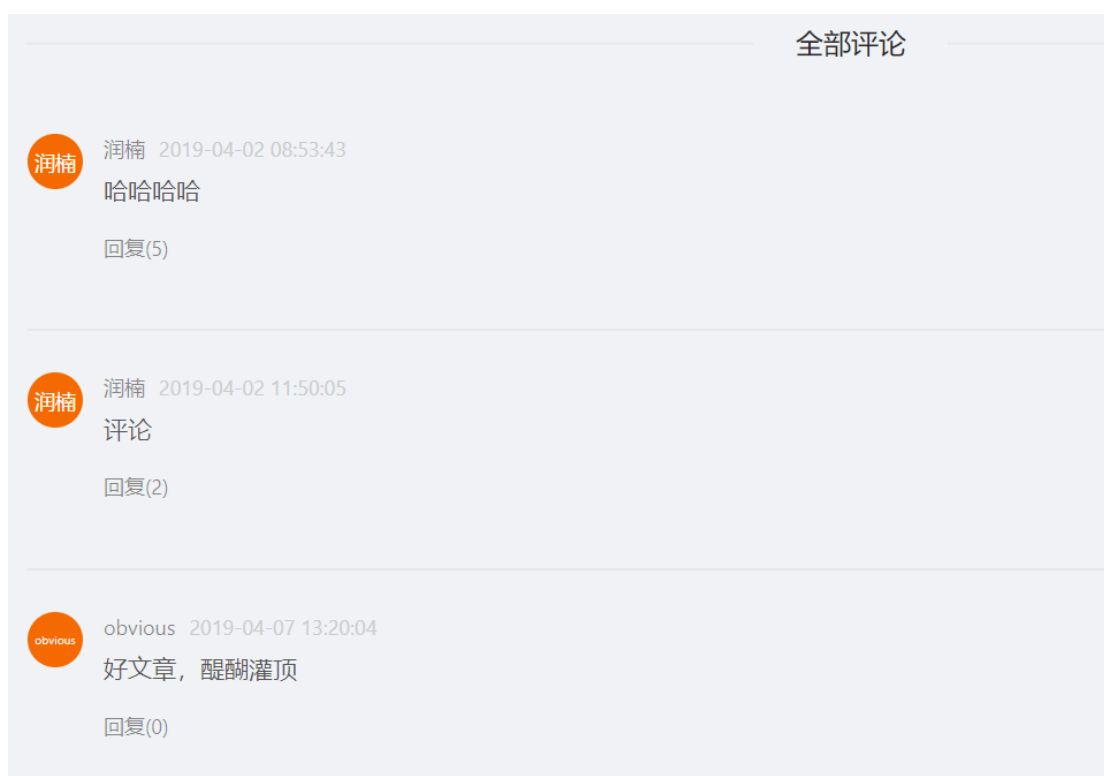 全部评论
润楠
润楠 2019-04-02 08:53:43
哈哈哈哈
回复(5)
润楠
润楠 2019-04-02 11:50:05
评论
回复(2)
obvious
obvious 2019-04-07 13:20:04
好文章，醍醐灌顶
回复(0)